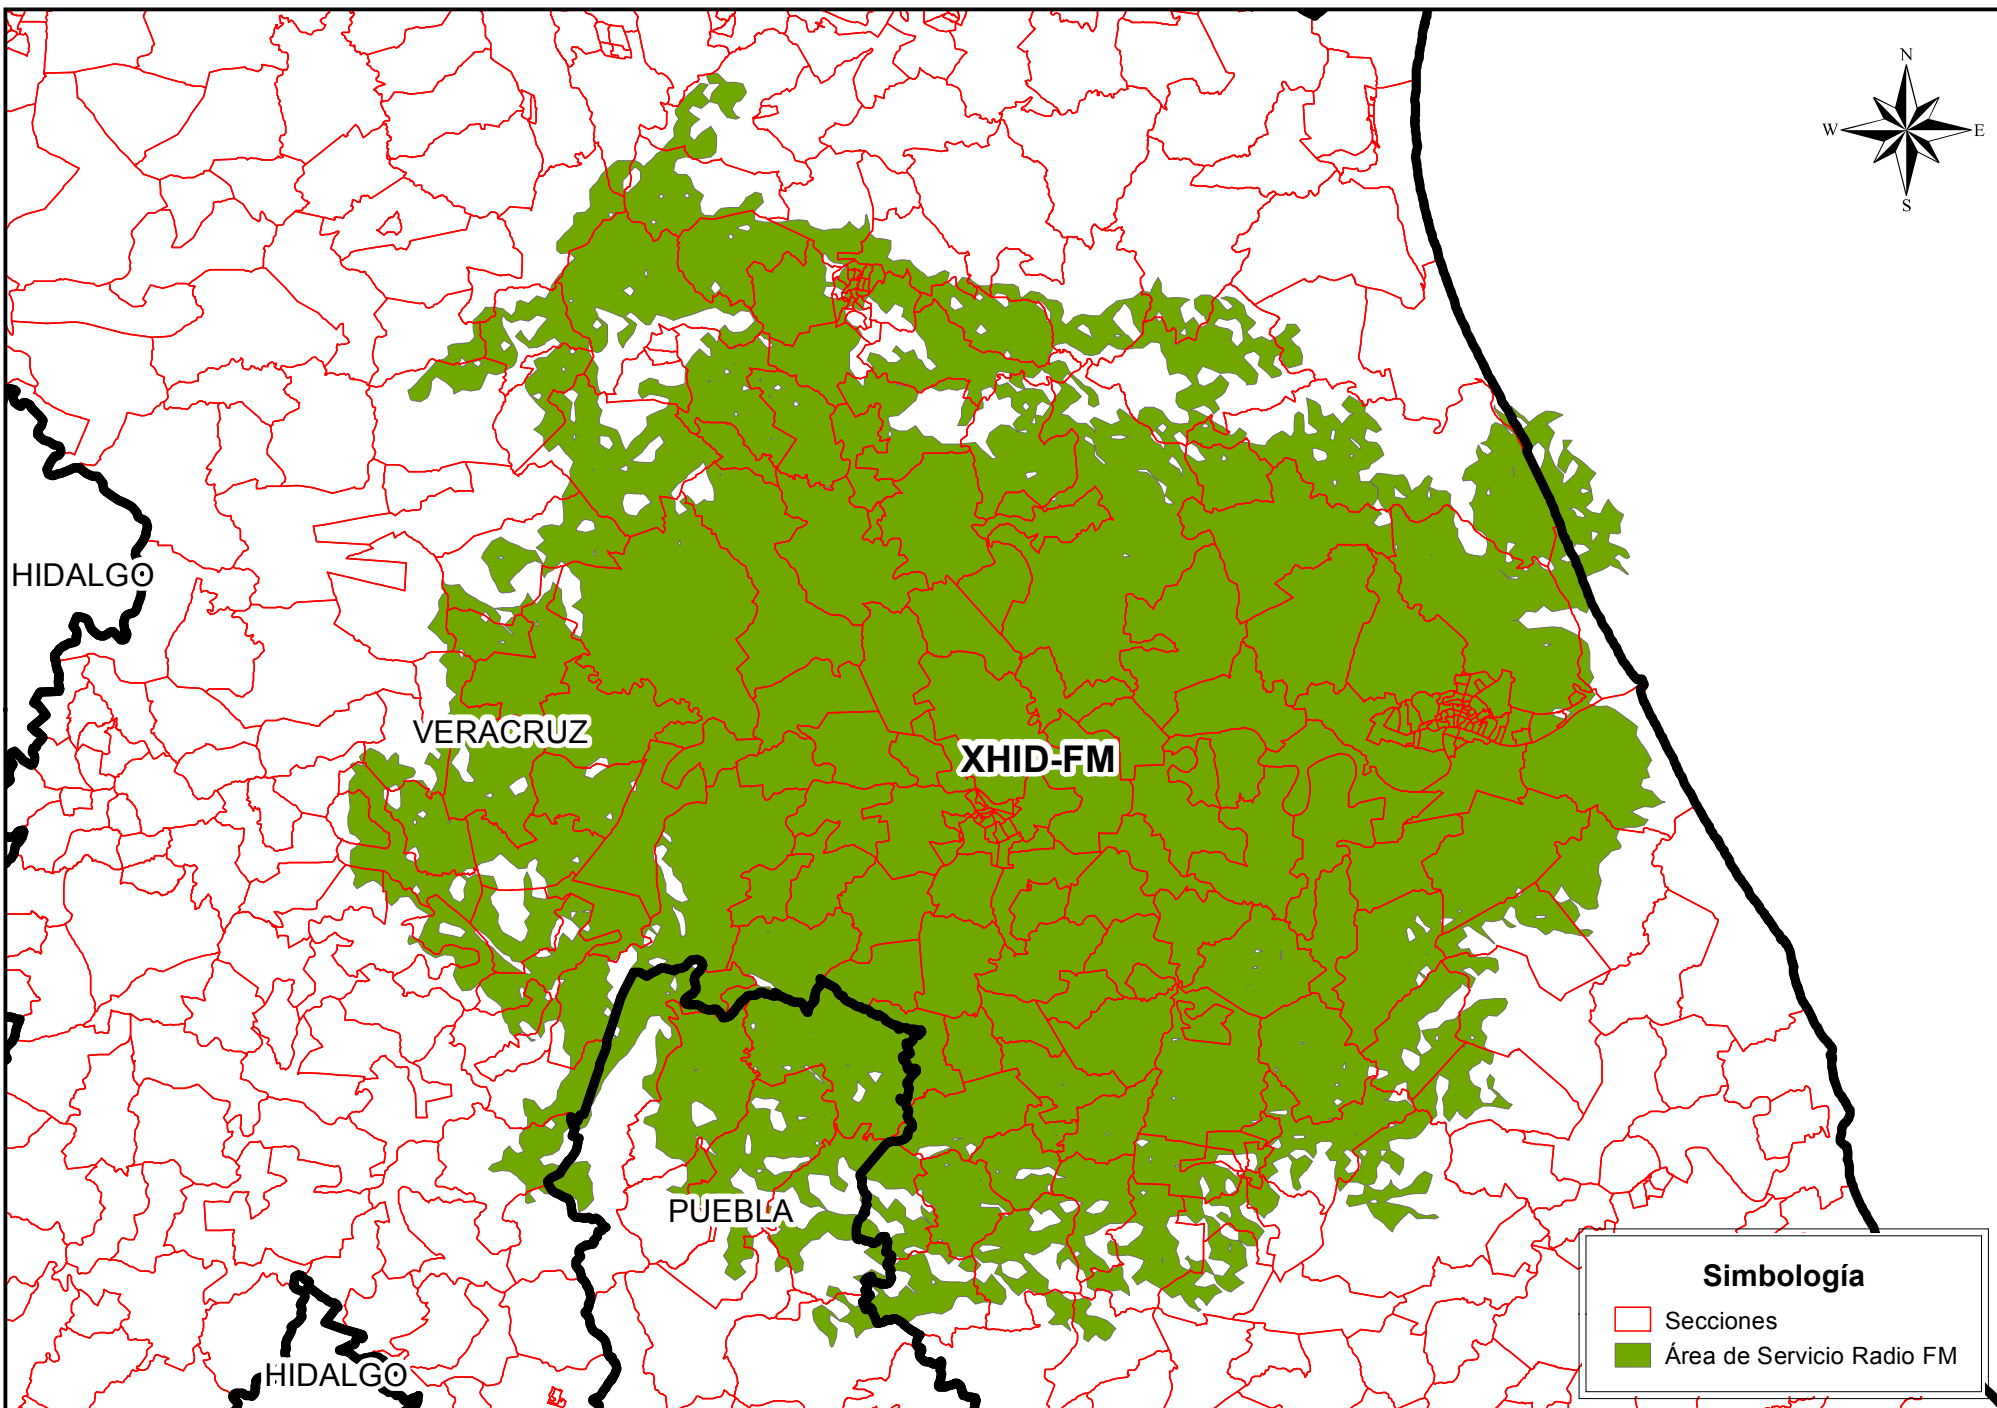 N
W E
S
HIDALGO
VERACRUZ
XHID-FM
PUEBLA
HIDALGO
Simbología
Secciones
Área de Servicio Radio FM